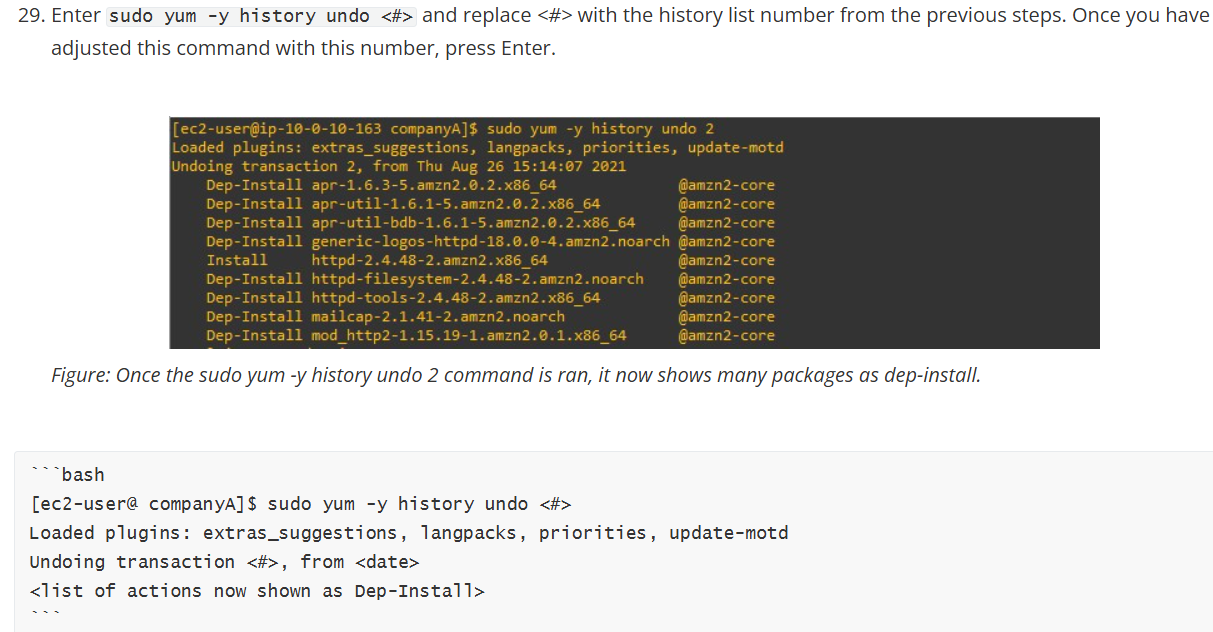 29. Enter sudo yum -y history undo <#> and replace <#> with the history list number from the previous steps. Once you have
adjusted this command with this number, press Enter.
[ec2-user@ip-10-0-10-163 companyA]$ sudo yum -y history undo 2
Loaded plugins: extras_suggestions, langpacks, priorities, update-motd
Undoing transaction 2, from Thu Aug 26 15:14:07 2021
    Dep-Install apr-1.6.3-5.amzn2.0.2.x86_64              @amzn2-core
    Dep-Install apr-util-1.6.1-5.amzn2.0.2.x86_64         @amzn2-core
    Dep-Install apr-util-bdb-1.6.1-5.amzn2.0.2.x86_64     @amzn2-core
    Dep-Install generic-logos-httpd-18.0.0-4.amzn2.noarch @amzn2-core
    Install     httpd-2.4.48-2.amzn2.x86_64               @amzn2-core
    Dep-Install httpd-filesystem-2.4.48-2.amzn2.noarch    @amzn2-core
    Dep-Install httpd-tools-2.4.48-2.amzn2.x86_64         @amzn2-core
    Dep-Install mailcap-2.1.41-2.amzn2.noarch             @amzn2-core
    Dep-Install mod_http2-1.15.19-1.amzn2.0.1.x86_64      @amzn2-core
Figure: Once the sudo yum -y history undo 2 command is ran, it now shows many packages as dep-install.
```bash
[ec2-user@ companyA]$ sudo yum -y history undo <#>
Loaded plugins: extras_suggestions, langpacks, priorities, update-motd
Undoing transaction <#>, from <date>
<list of actions now shown as Dep-Install>
```